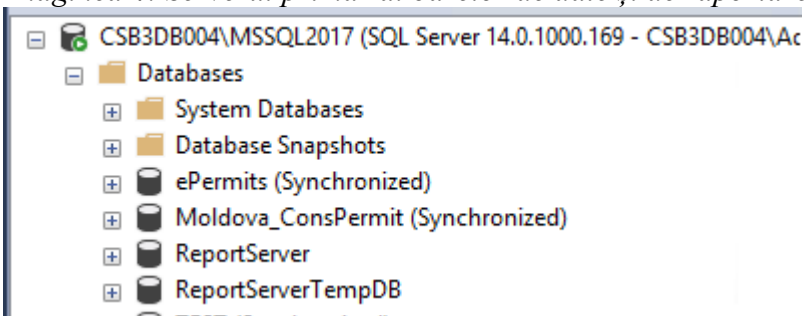 CSB3DB004\MSSQL2017 (SQL Server 14.0.1000.169 - CSB3DB004\Ac
Databases
System Databases
Database Snapshots
ePermits (Synchronized)
Moldova_ConsPermit (Synchronized)
ReportServer
ReportServerTempDB